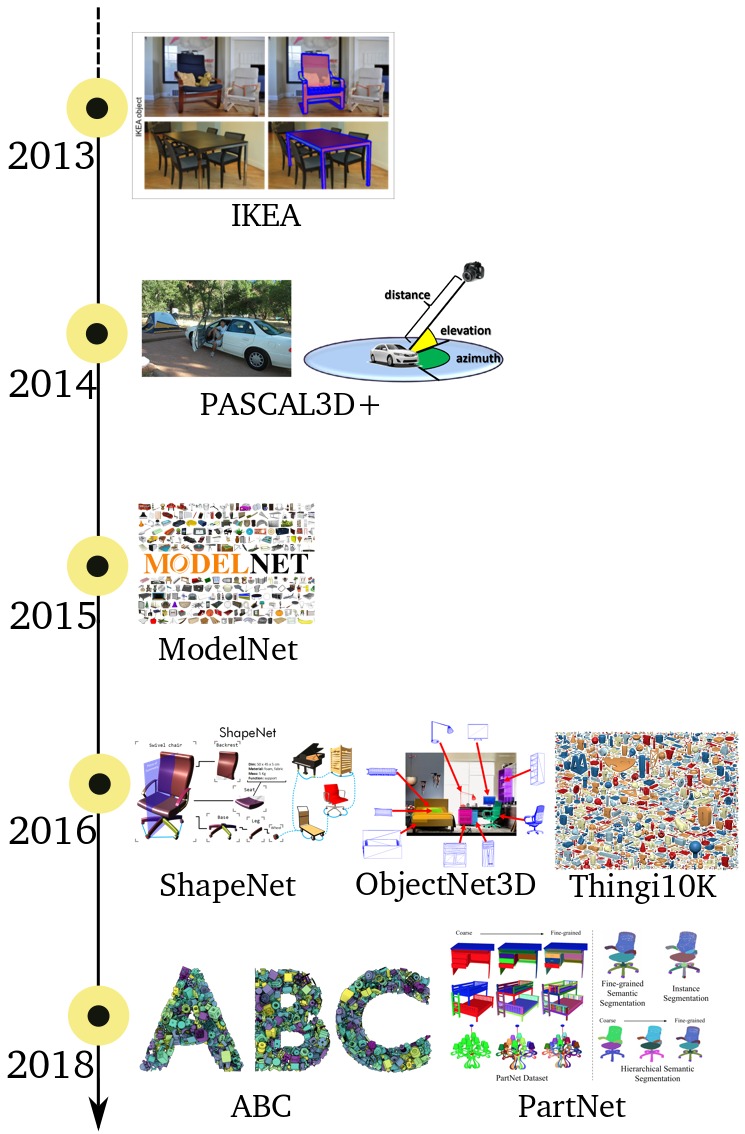 IKEA object
2013
IKEA
distance
elevation
azimuth
2014
PASCAL3D+
MODELNET
2015
ModelNet
ShapeNet
Swivel chair
Backrest
Seat
Base
Leg
Wheel
2016
ShapeNet
ObjectNet3D
Thingi10K
Coarse
Fine-grained
Fine-grained
Semantic
Segmentation
Instance
Segmentation
Coarse
Fine-grained
Hierarchical Semantic
Segmentation
PartNet Dataset
ABC
2018
ABC
PartNet